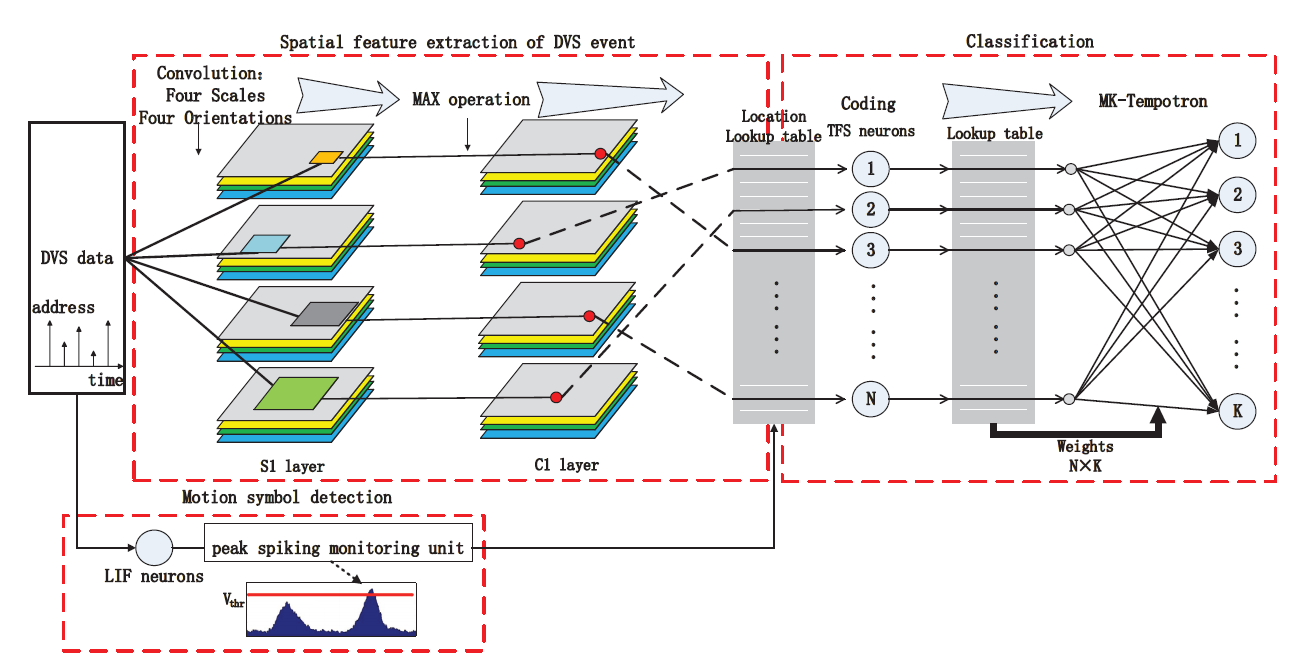 Spatial feature extraction of DVS event
Classification
Convolution:
Four Scales
Four Orientations
MAX operation
Location
Lookup table
Coding
TFS neurons
Lookup table
MK-Tempotron
DVS data
address
time
1
2
3
N
1
2
3
K
S1 layer
C1 layer
Weights
N×K
Motion symbol detection
LIF neurons
peak spiking monitoring unit
Vthr